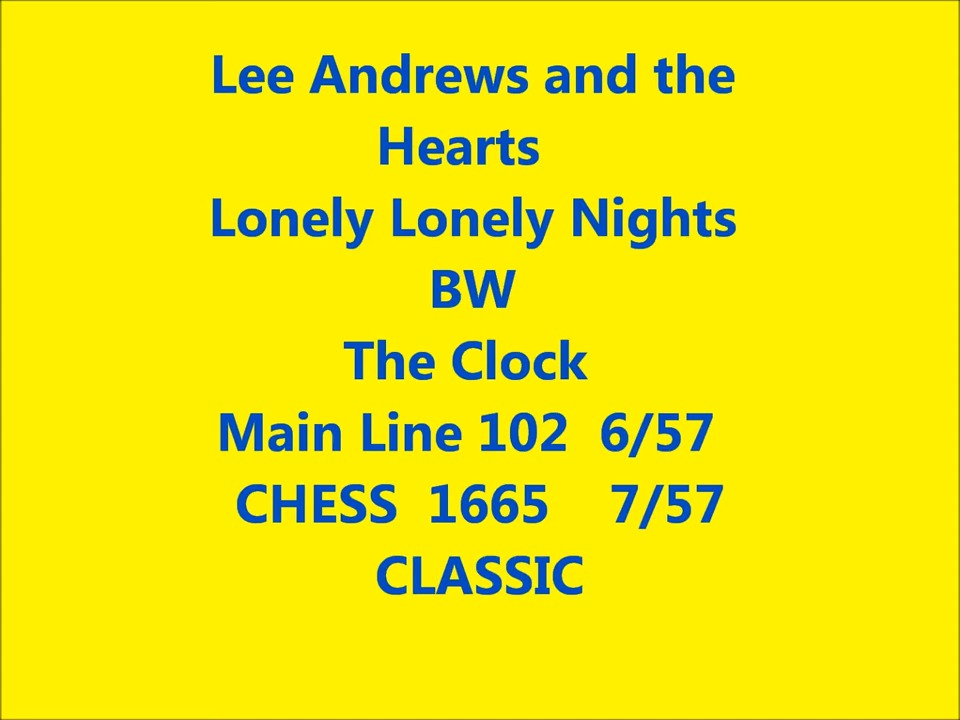 Lee Andrews and the
Hearts
Lonely Lonely Nights
BW
The Clock
Main Line 102 6/57
CHESS 1665 7/57
CLASSIC